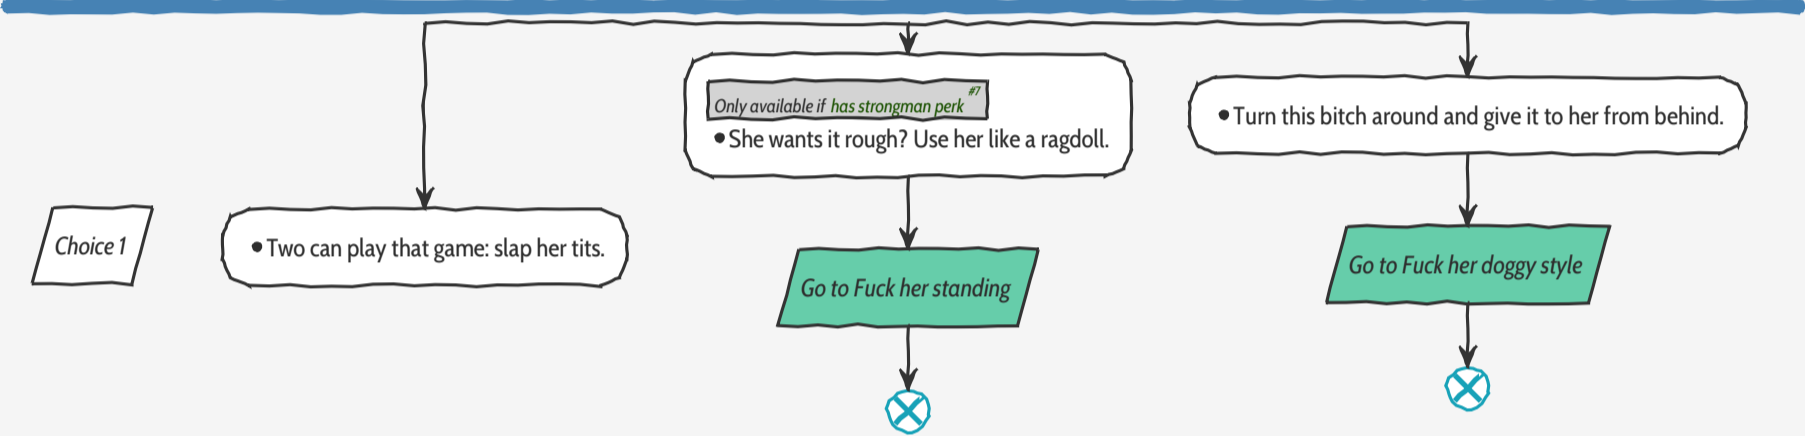 Choice 1
Two can play that game: slap her tits.
#7
Only available if has strongman perk
She wants it rough? Use her like a ragdoll.
Go to Fuck her standing
Turn this bitch around and give it to her from behind.
Go to Fuck her doggy style